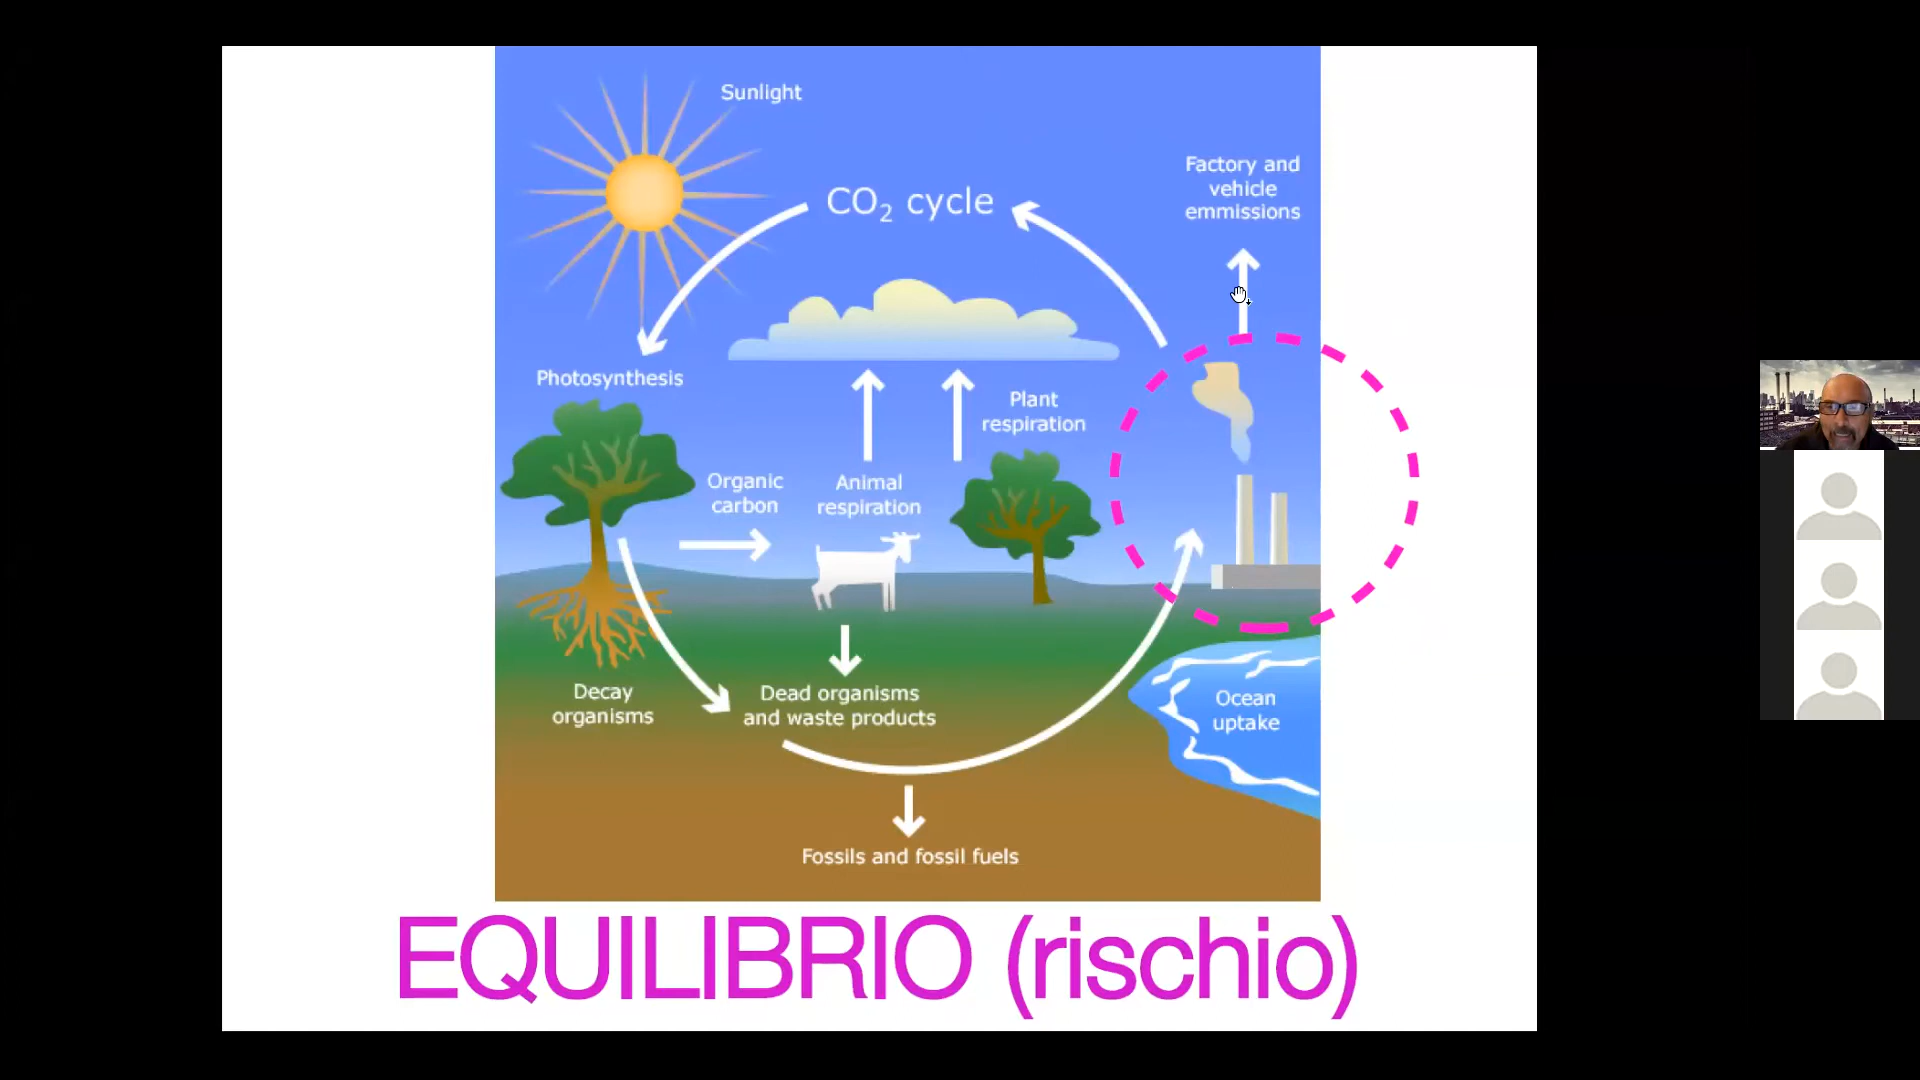 Sunlight
Factory and
vehicle
emmissions
CO₂ cycle
Photosynthesis
Plant
respiration
Organic
carbon
Animal
respiration
Decay
organisms
Dead organisms
and waste products
Ocean
uptake
Fossils and fossil fuels
EQUILIBRIO (rischio)